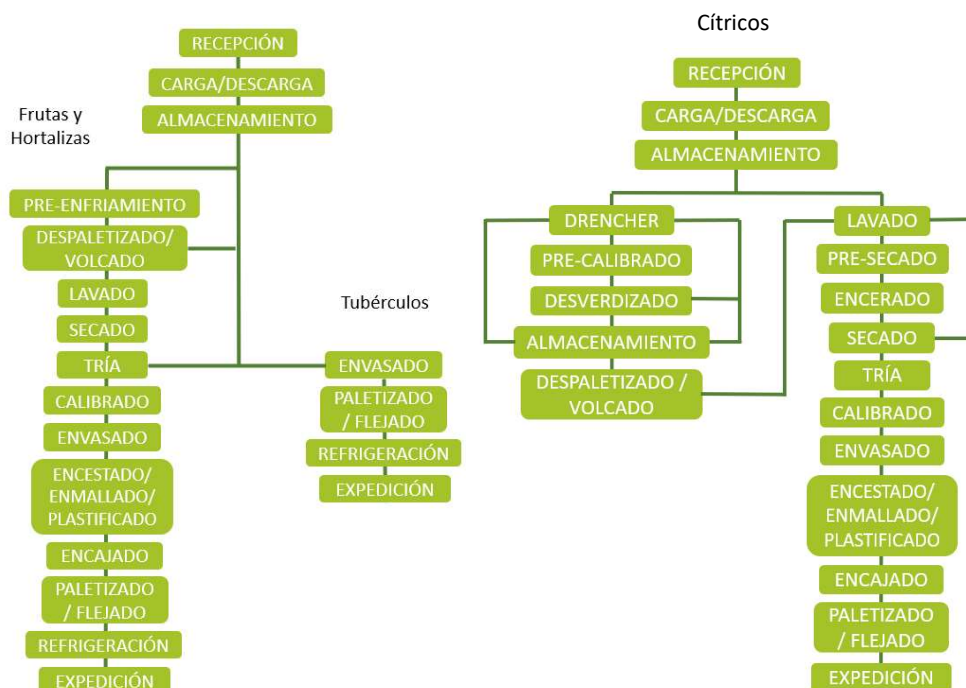 RECEPCIÓN
CARGA/DESCARGA
ALMACENAMIENTO
Frutas y
Hortalizas
PRE-ENFRIAMIENTO
DESPALETIZADO/
VOLCADO
LAVADO
SECADO
TRÍA
CALIBRADO
ENVASADO
ENCESTADO/
ENMALLADO/
PLASTIFICADO
ENCAJADO
PALETIZADO
/ FLEJADO
REFRIGERACIÓN
EXPEDICIÓN
Tubérculos
ENVASADO
PALETIZADO
/ FLEJADO
REFRIGERACIÓN
EXPEDICIÓN
Cítricos
RECEPCIÓN
CARGA/DESCARGA
ALMACENAMIENTO
DRENCHER
PRE-CALIBRADO
DESVERDIZADO
ALMACENAMIENTO
DESPALETIZADO /
VOLCADO
LAVADO
PRE-SECADO
ENCERADO
SECADO
TRÍA
CALIBRADO
ENVASADO
ENCESTADO/
ENMALLADO/
PLASTIFICADO
ENCAJADO
PALETIZADO
/ FLEJADO
EXPEDICIÓN